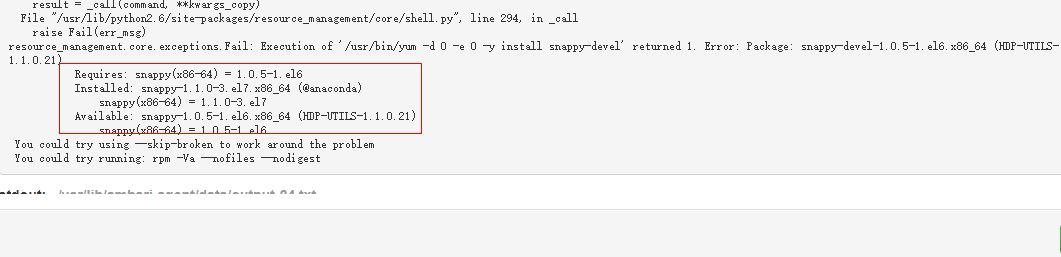 result = _call(command, **kwargs_copy)
File "/usr/lib/python2.6/site-packages/resource_management/core/shell.py", line 294, in _call
raise Fail(err_msg)
resource_management.core.exceptions.Fail: Execution of '/usr/bin/yum -d 0 -e 0 -y install snappy-devel' returned 1. Error: Package: snappy-devel-1.0.5-1.el6.x86_64 (HDP-UTILS-
1.1.0.21)
Requires: snappy(x86-64) = 1.0.5-1.el6
Installed: snappy-1.1.0-3.el7.x86_64 (@anaconda)
snappy(x86-64) = 1.1.0-3.el7
Available: snappy-1.0.5-1.el6.x86_64 (HDP-UTILS-1.1.0.21)
snappy(x86-64) = 1.0.5-1.el6
You could try using --skip-broken to work around the problem
You could try running: rpm -Va --nofiles --nodigest